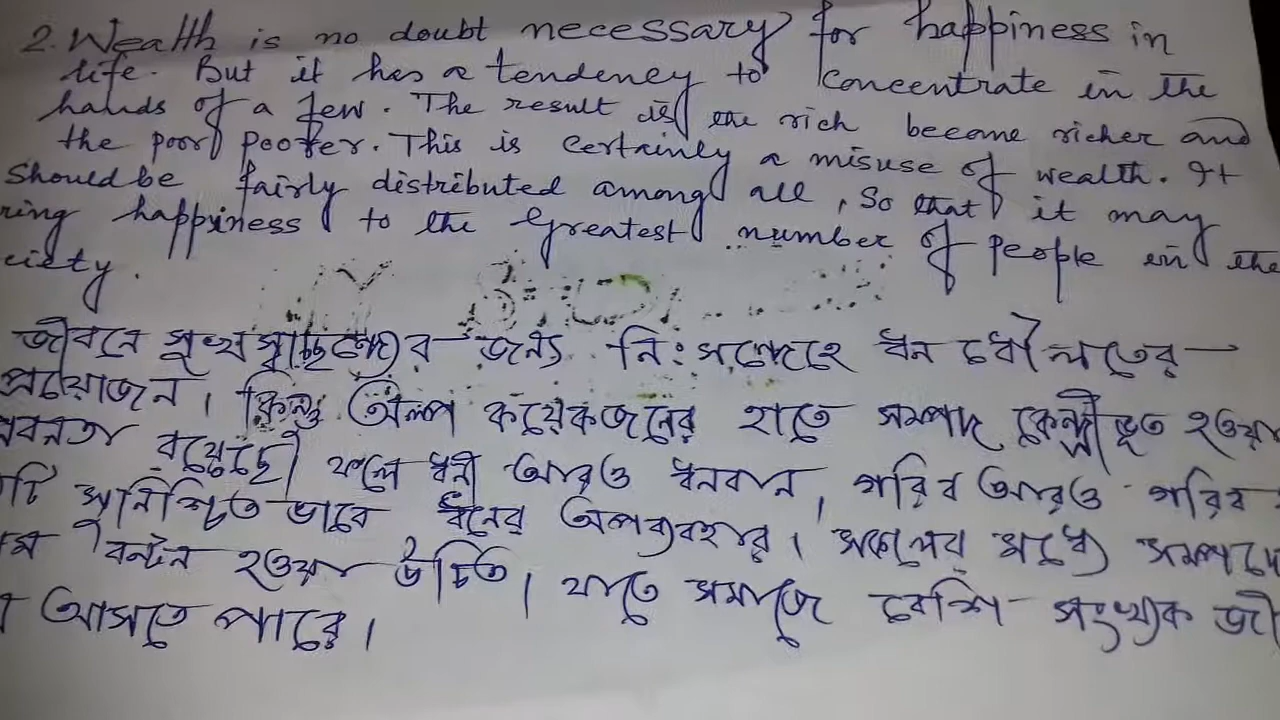 2. Wealth is no doubt necessary for happiness in
life. But it has a tendency to concentrate in the
hands of a few. The result is the rich became richer and
the poor poorer. This is certainly a misuse of wealth. It
should be fairly distributed among all, so that it may
ring happiness to the greatest number of people in the
ciety.
জীবনে সুখস্বাচ্ছন্দ্যের জন্য নিঃসন্দেহে ধন দৌলতের
প্রয়োজন। কিন্তু অল্প কয়েকজনের হাতে সম্পদ কেন্দ্রীভূত হওয়া
বনতা রয়েছে। ফলে ধনী আরও ধনবান, গরিব আরও গরিব
টি সুনিশ্চিত ভাবে ধনের অপব্যবহার। সকলের মধ্যে সম্পদে
ম বন্টন হওয়া উচিত, যাতে সমাজে বেশি সংখ্যক
আসতে পারে।